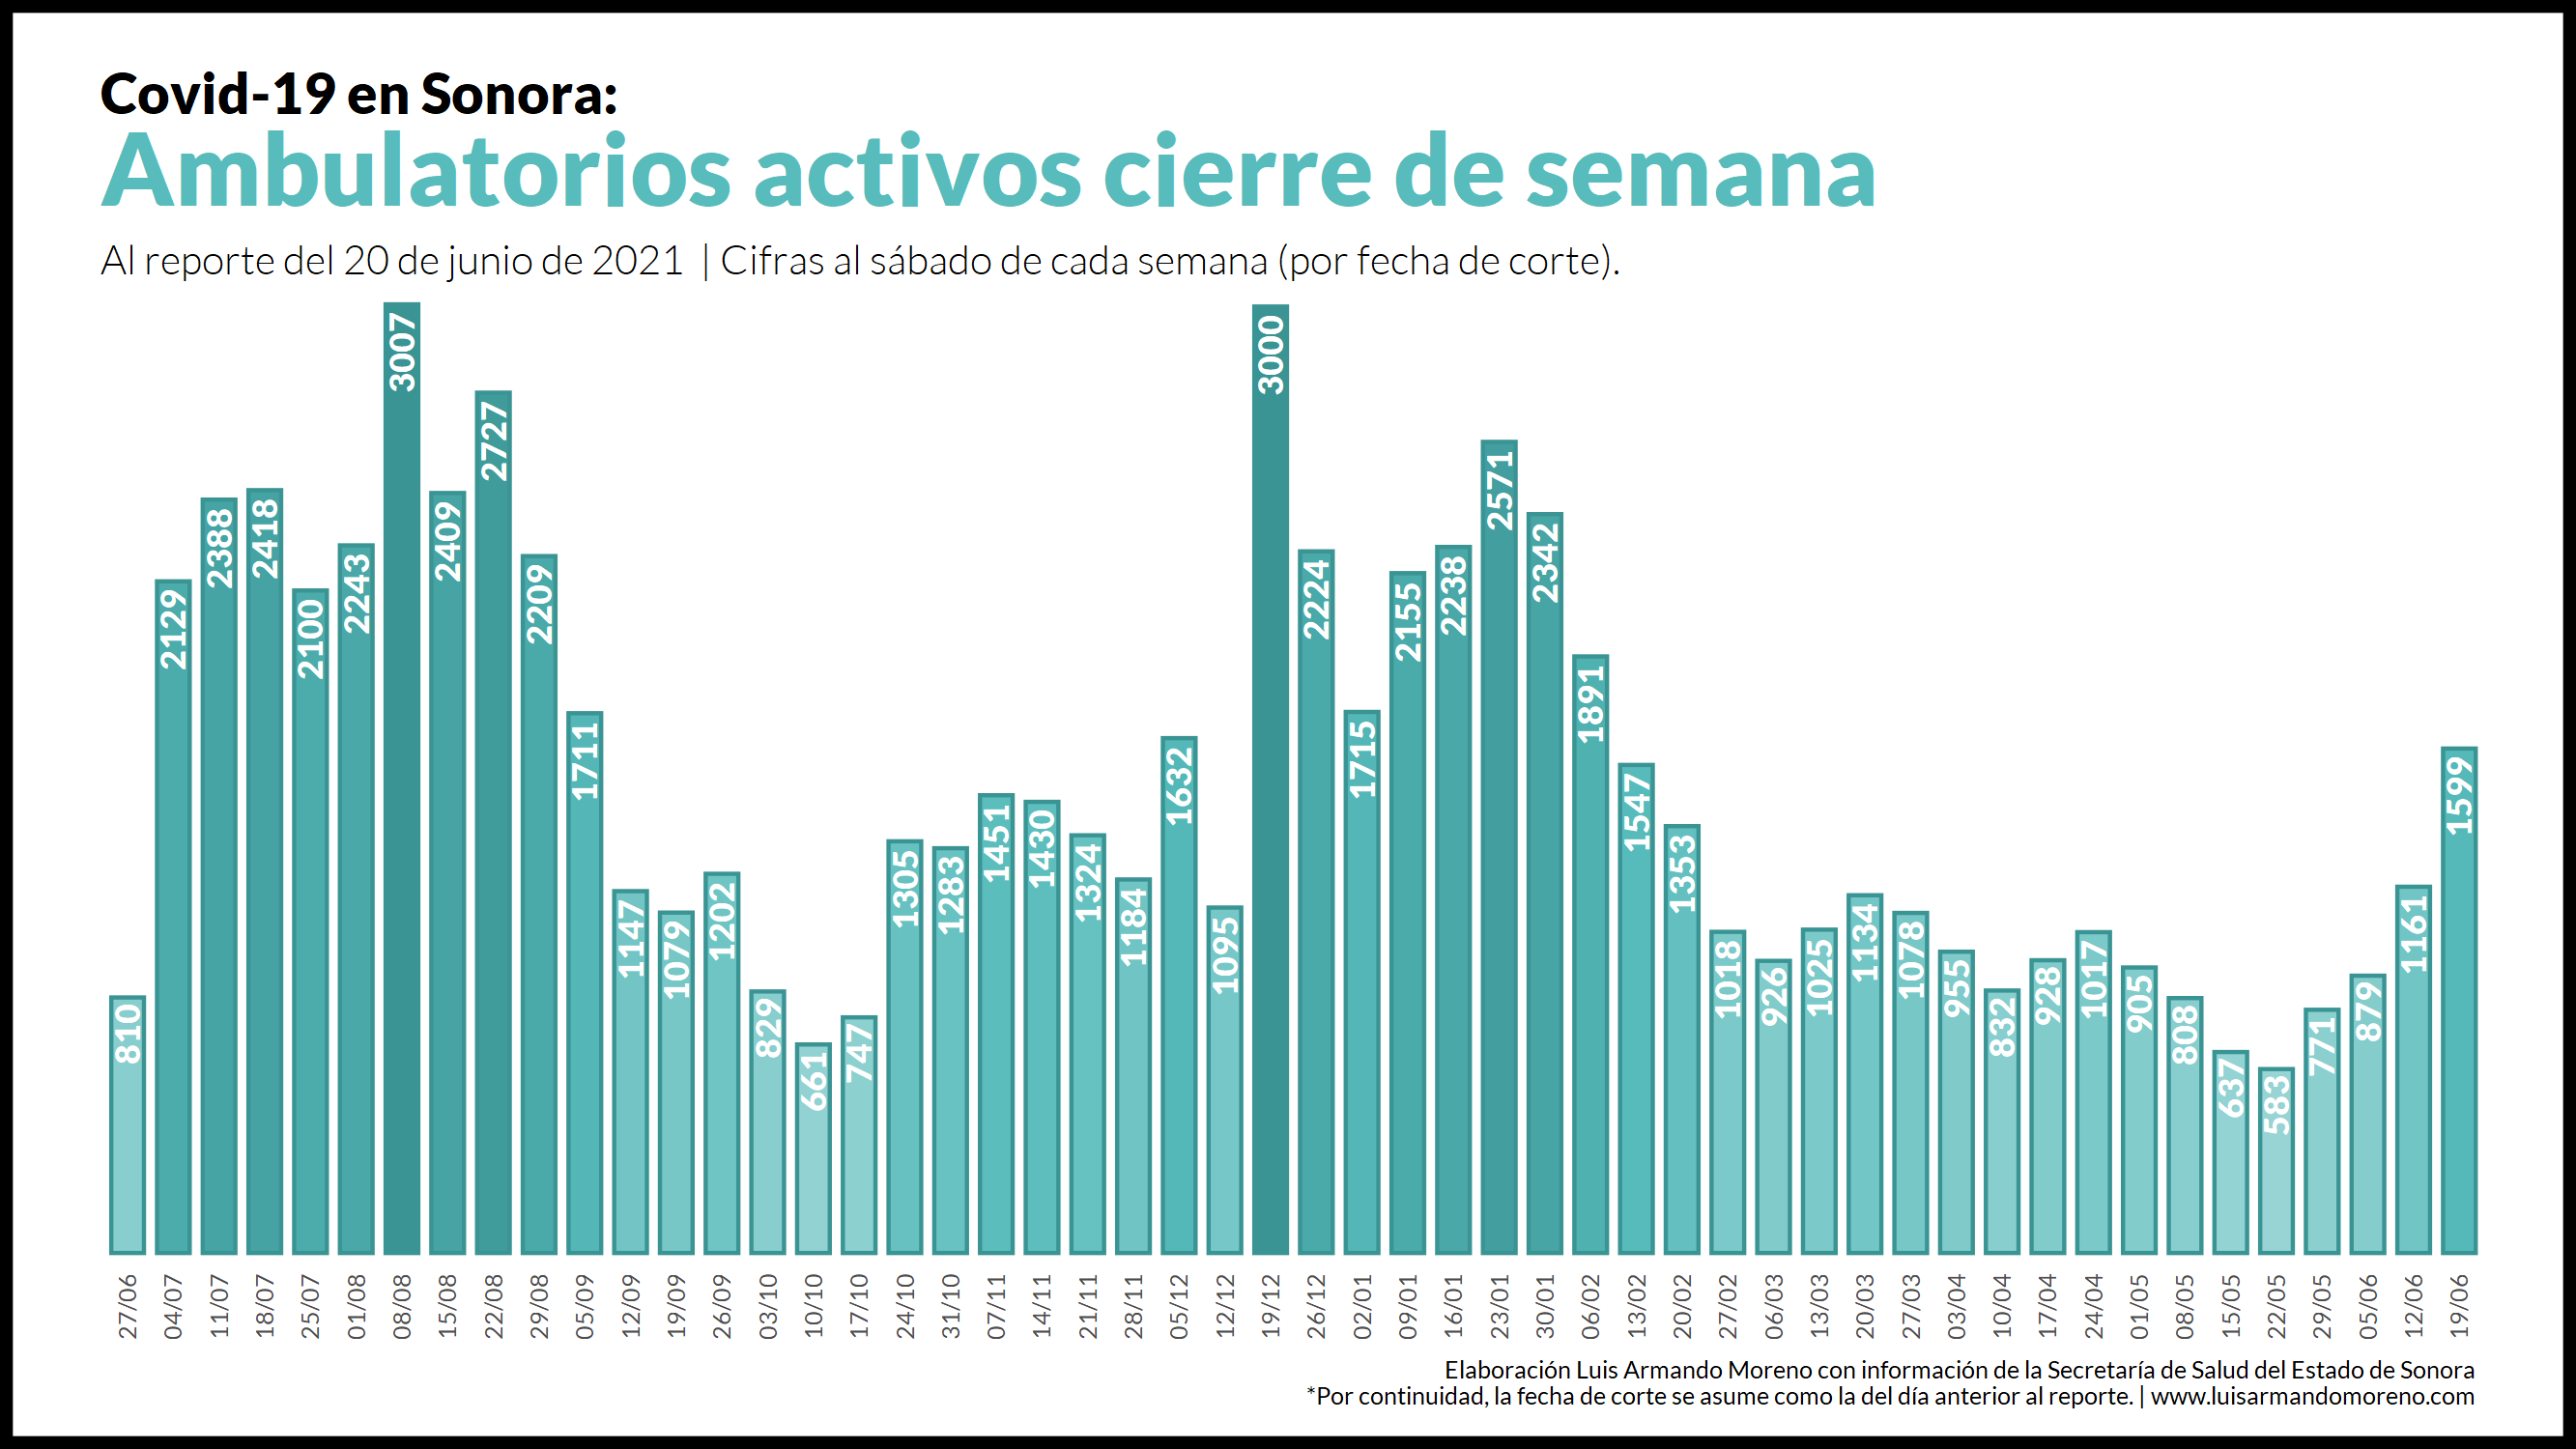 Covid-19 en Sonora:
Ambulatorios activos cierre de semana
Al reporte del 20 de junio de 2021 | Cifras al sábado de cada semana (por fecha de corte).
810 2129 2388 2418 2100 2243 3007 2409 2727 2209 1711 1147 1079 1202 829 661 747 1305 1283 1451 1430 1324 1184 1632 1095 3000 2224 1715 2155 2238 2571 2342 1891 1547 1353 1018 926 1025 1134 1078 955 832 928 1017 905 808 637 583 771 879 1161 1599
27/06 04/07 11/07 18/07 25/07 01/08 08/08 15/08 22/08 29/08 05/09 12/09 19/09 26/09 03/10 10/10 17/10 24/10 31/10 07/11 14/11 21/11 28/11 05/12 12/12 19/12 26/12 02/01 09/01 16/01 23/01 30/01 06/02 13/02 20/02 27/02 06/03 13/03 20/03 27/03 03/04 10/04 17/04 24/04 01/05 08/05 15/05 22/05 29/05 05/06 12/06 19/06
Elaboración Luis Armando Moreno con información de la Secretaría de Salud del Estado de Sonora
*Por continuidad, la fecha de corte se asume como la del día anterior al reporte. | www.luisarmandomoreno.com